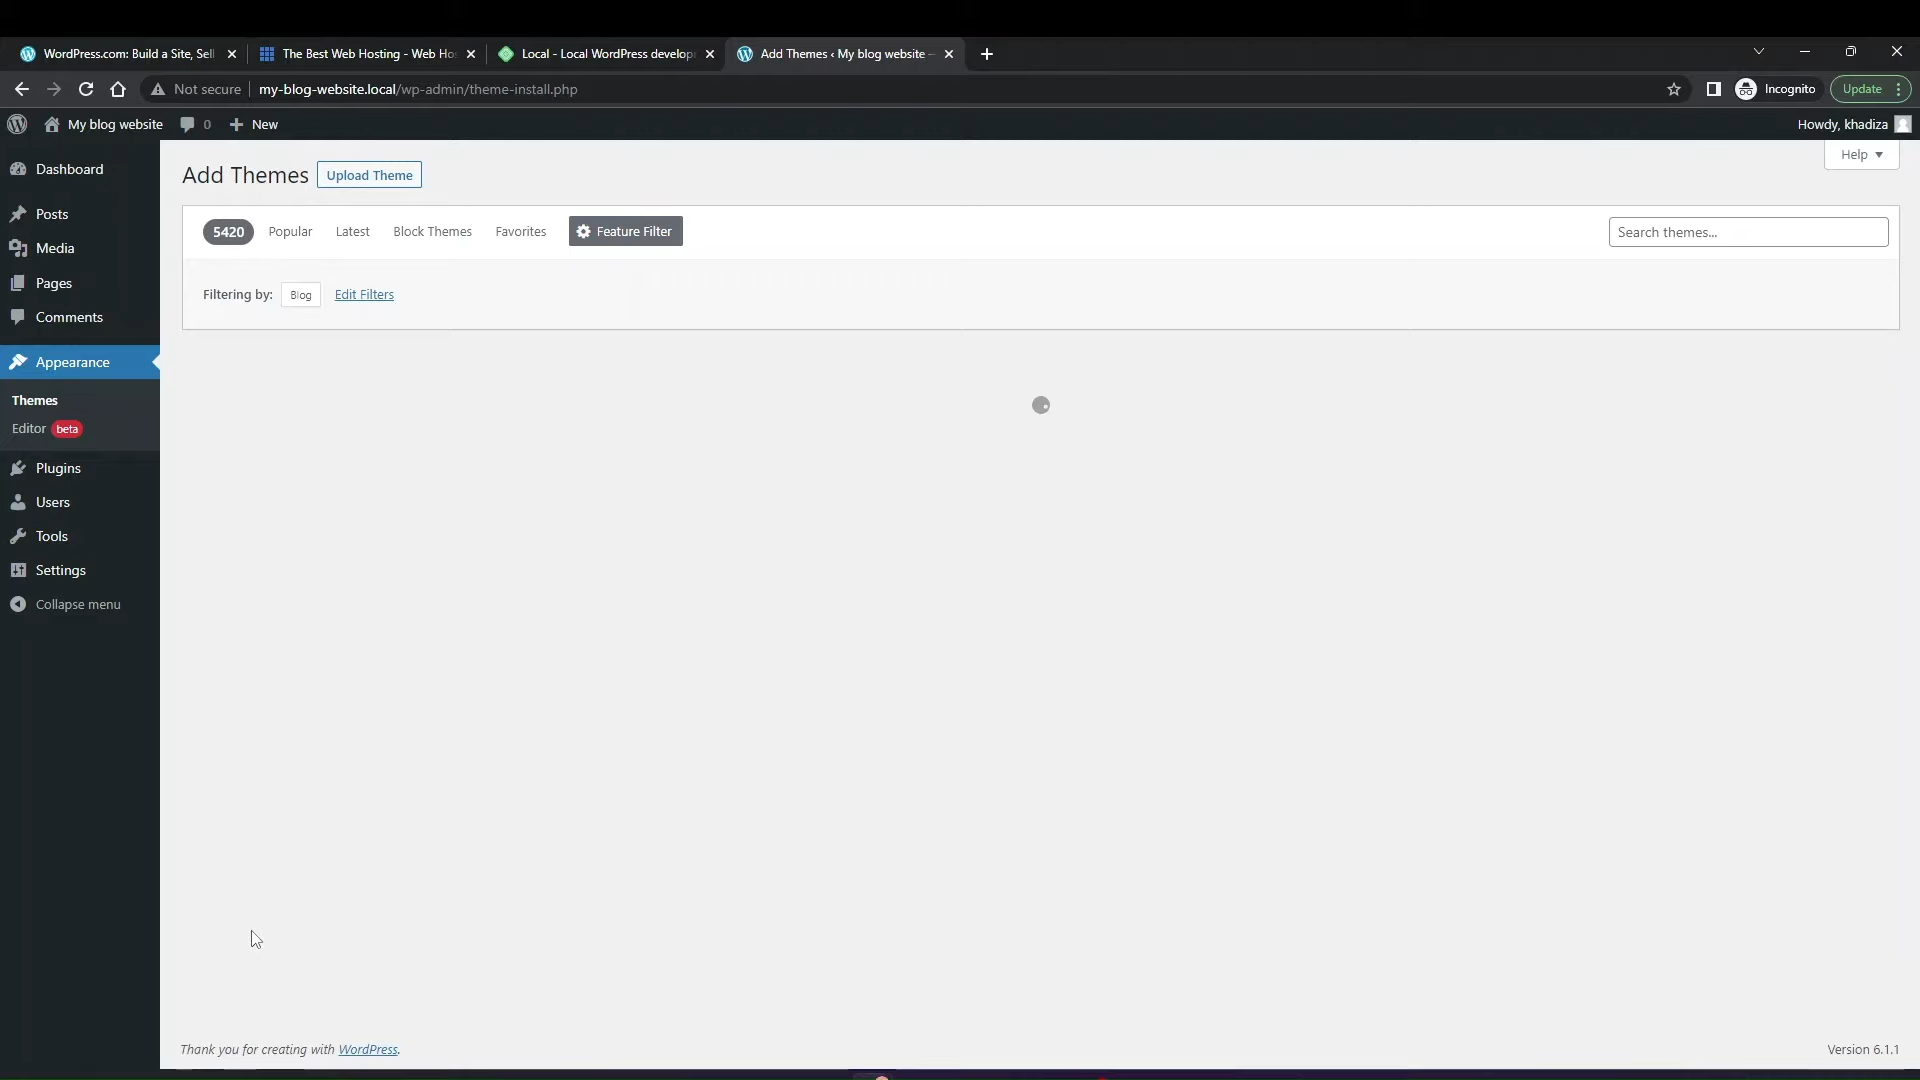 WordPress.com: Build a Site, Sell
The Best Web Hosting - Web Hos
Local - Local WordPress develop
Add Themes ‹ My blog website —
Not secure
my-blog-website.local/wp-admin/theme-install.php
Incognito
Update
My blog website
0
New
Howdy, khadiza
Dashboard
Posts
Media
Pages
Comments
Appearance
Themes
Editor beta
Plugins
Users
Tools
Settings
Collapse menu
Help
Add Themes
Upload Theme
5420
Popular
Latest
Block Themes
Favorites
Feature Filter
Search themes...
Filtering by: Blog Edit Filters
Thank you for creating with WordPress.
Version 6.1.1